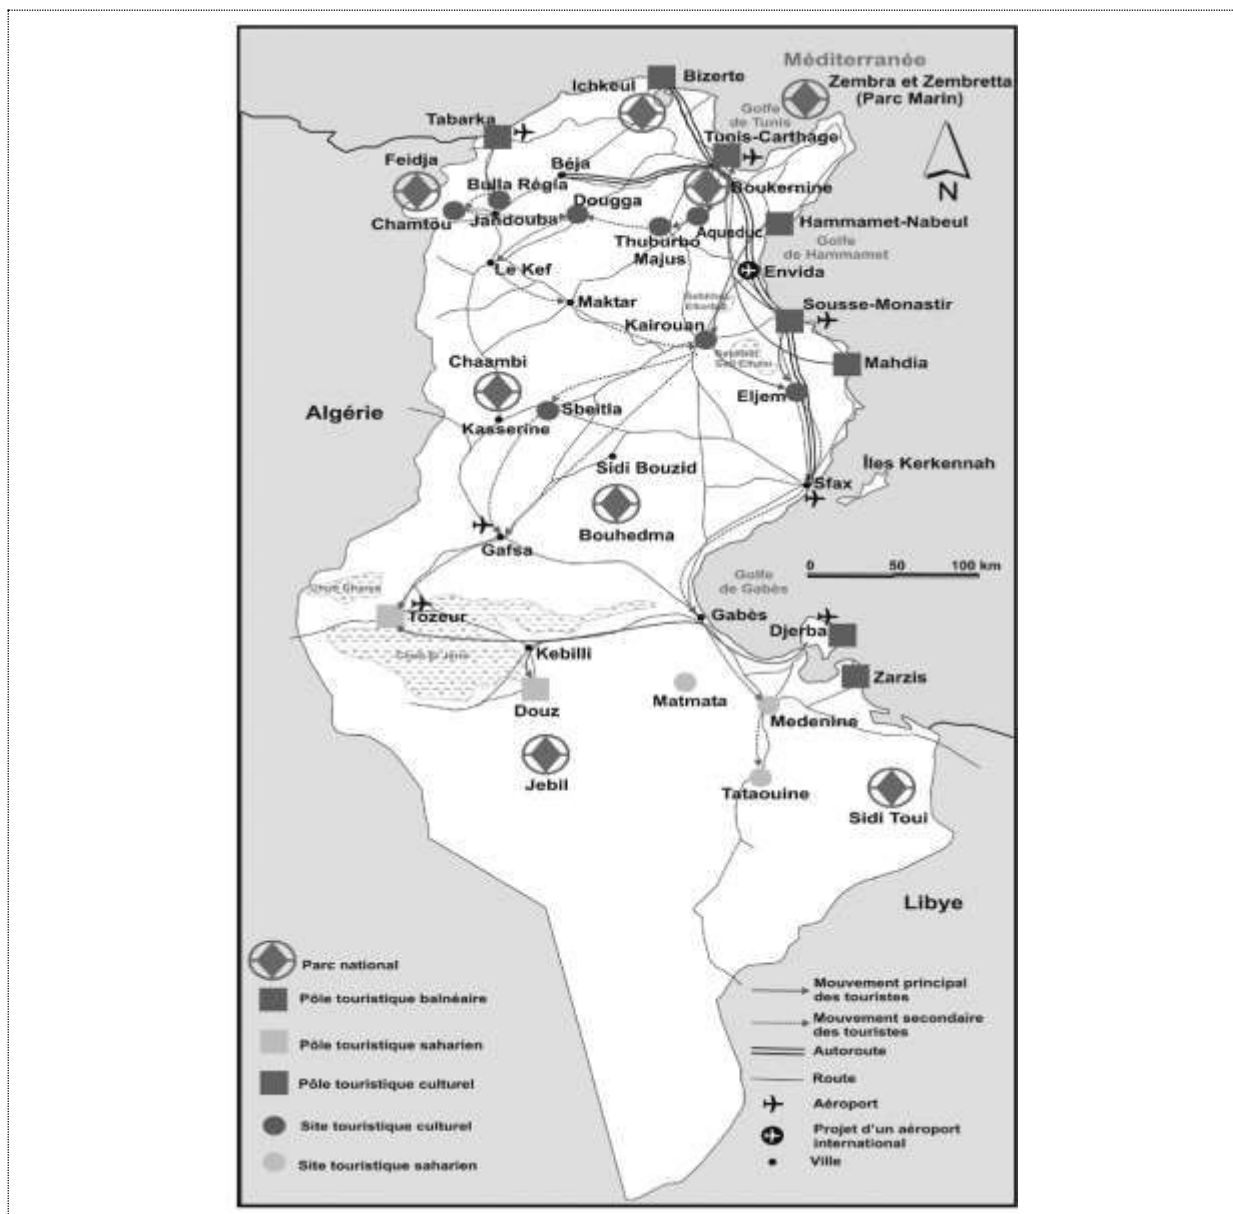 Méditerranée
Zembra et Zembretta
(Parc Marin)
Bizerte
Ichkeul
Golfe
de Tunis
Tabarka
Tunis-Carthage
Feidja
Béja
Bulla Régia
Dougga
Boukernine
N
Chamtou
Jandouba
Thuburbo
Majus
Aqueduc
Hammamet-Nabeul
Golfe
de Hammamet
Le Kef
Envida
Maktar
Sousse-Monastir
Kairouan
Mahdia
Chaambi
Eljem
Algérie
Sbeitla
Kasserine
Sidi Bouzid
Îles Kerkennah
Sfax
Bouhedma
Gafsa
0 50 100 km
Golfe
de Gabès
Tozeur
Gabès
Djerba
Kebilli
Zarzis
Douz
Matmata
Medenine
Jebil
Tataouine
Sidi Toui
Libye
Parc national
Pôle touristique balnéaire
Pôle touristique saharien
Pôle touristique culturel
Site touristique culturel
Site touristique saharien
Mouvement principal
des touristes
Mouvement secondaire
des touristes
Autoroute
Route
Aéroport
Projet d'un aéroport
international
Ville